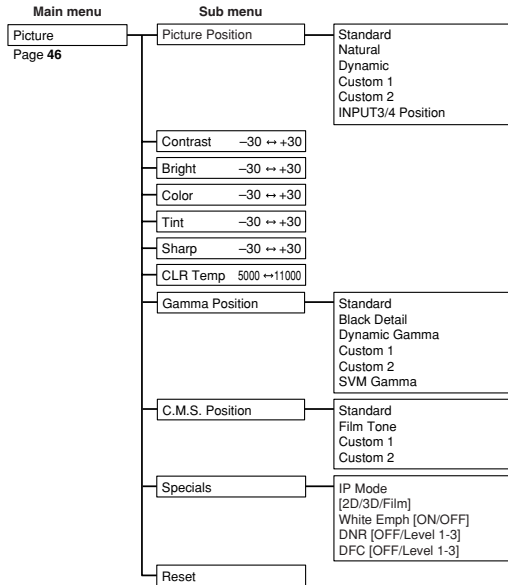 Main menu Sub menu
Picture
Page 46
Picture Position
Standard
Natural
Dynamic
Custom 1
Custom 2
INPUT3/4 Position
Contrast –30 ↔ +30
Bright –30 ↔ +30
Color –30 ↔ +30
Tint –30 ↔ +30
Sharp –30 ↔ +30
CLR Temp 5000 ↔11000
Gamma Position
Standard
Black Detail
Dynamic Gamma
Custom 1
Custom 2
SVM Gamma
C.M.S. Position
Standard
Film Tone
Custom 1
Custom 2
Specials
IP Mode
[2D/3D/Film]
White Emph [ON/OFF]
DNR [OFF/Level 1-3]
DFC [OFF/Level 1-3]
Reset